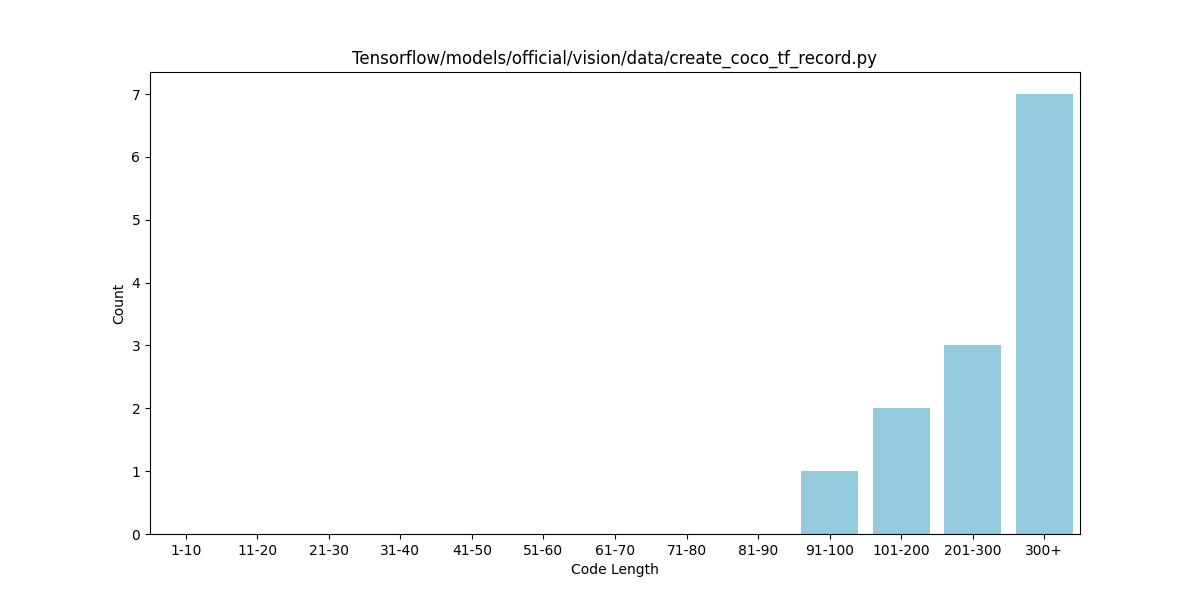 Tensorflow/models/official/vision/data/create_coco_tf_record.py
7
6
5
4
3
2
1
0
Count
1-10 11-20 21-30 31-40 41-50 51-60 61-70 71-80 81-90 91-100 101-200 201-300 300+
Code Length